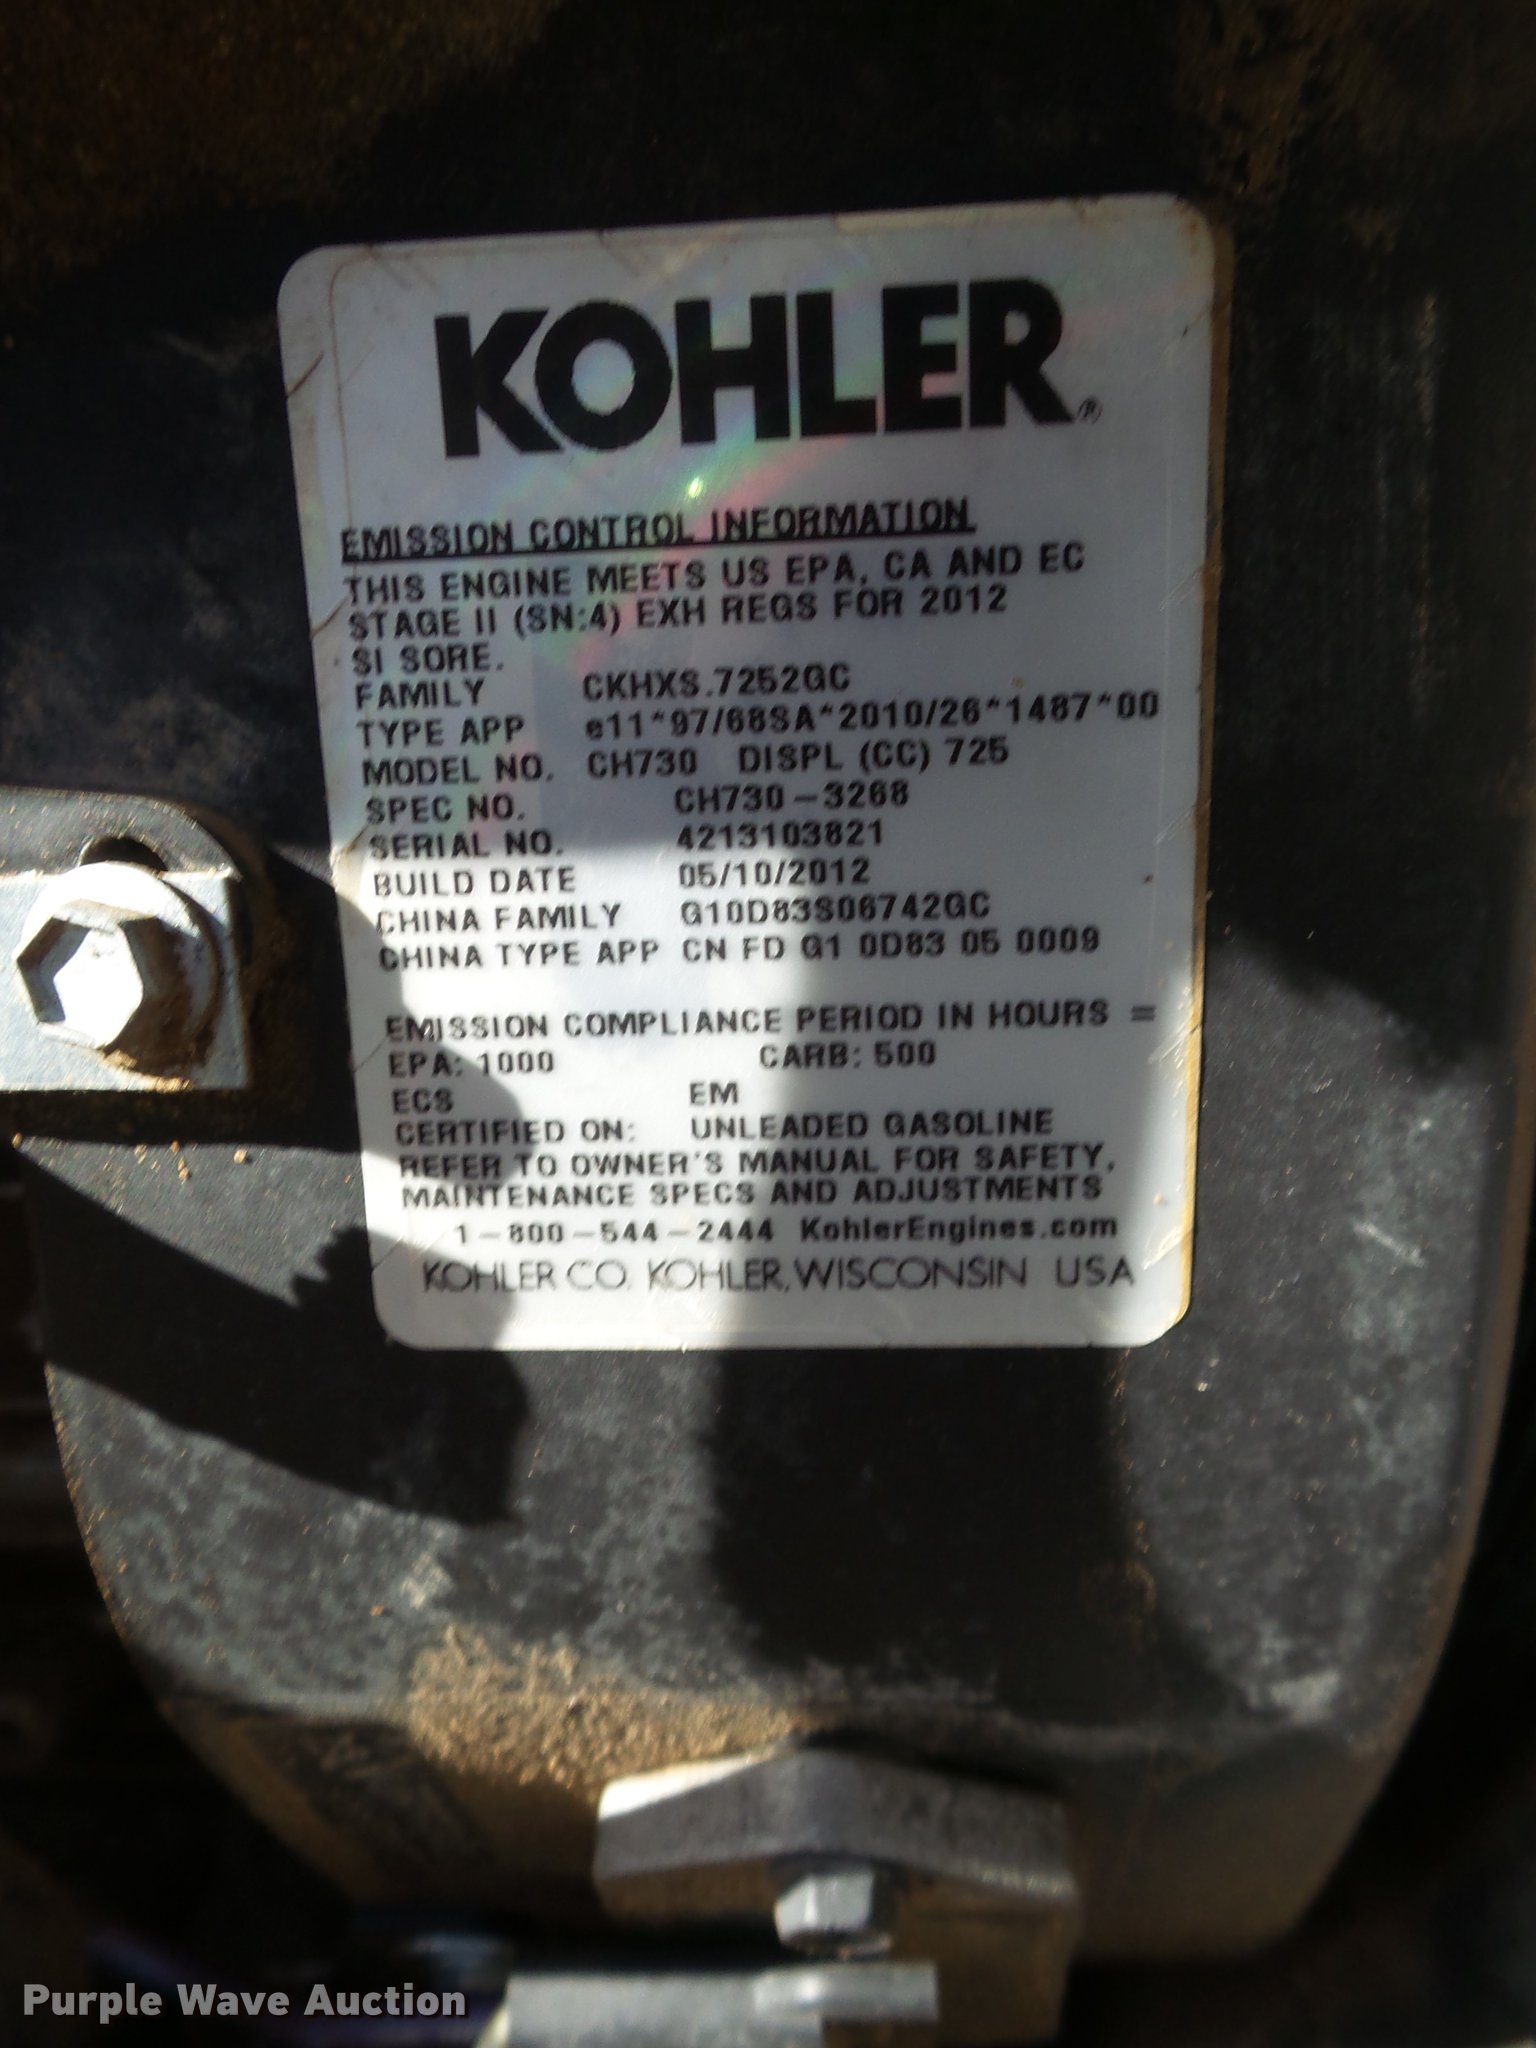 KOHLER®
EMISSION CONTROL INFORMATION
THIS ENGINE MEETS US EPA, CA AND EC
STAGE II (SN:4) EXH REGS FOR 2012
SI SORE.
FAMILY CKHXS.7252GC
TYPE APP e11*97/68SA*2010/26*1487*00
MODEL NO. CH730 DISPL (CC) 725
SPEC NO. CH730-3268
SERIAL NO. 4213103821
BUILD DATE 05/10/2012
CHINA FAMILY G10D83S06742GC
CHINA TYPE APP CN FD G1 0D83 05 0009
EMISSION COMPLIANCE PERIOD IN HOURS =
EPA: 1000 CARB: 500
ECS EM
CERTIFIED ON: UNLEADED GASOLINE
REFER TO OWNER'S MANUAL FOR SAFETY,
MAINTENANCE SPECS AND ADJUSTMENTS
1-800-544-2444 KohlerEngines.com
KOHLER CO. KOHLER, WISCONSIN USA
Purple Wave Auction